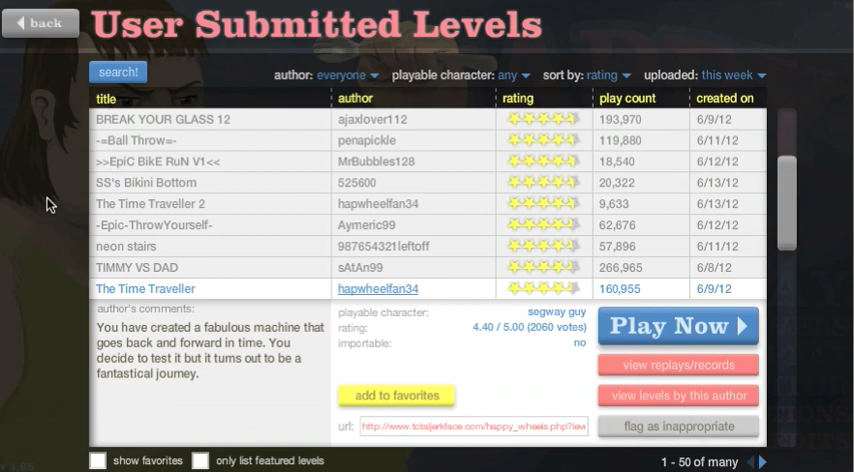 back
User Submitted Levels
search!
author: everyone playable character: any sort by: rating uploaded: this week
title author rating play count created on
BREAK YOUR GLASS 12 ajaxlover112 193,970 6/9/12
-=Ball Throw=- penapickle 119,880 6/11/12
>>EpiC BikE RuN V1<< MrBubbles128 18,540 6/12/12
SS's Bikini Bottom 525600 20,322 6/13/12
The Time Traveller 2 hapwheelfan34 9,633 6/13/12
-Epic-ThrowYourself- Aymeric99 62,676 6/12/12
neon stairs 987654321leftoff 57,896 6/11/12
TIMMY VS DAD sAtAn99 266,965 6/8/12
The Time Traveller hapwheelfan34 160,955 6/9/12
author's comments:
You have created a fabulous machine that
goes back and forward in time. You
decide to test it but it turns out to be a
fantastical journey.
playable character: segway guy
rating: 4.40 / 5.00 (2060 votes)
importable: no
add to favorites
url: http://www.totaljerkface.com/happy_wheels.php?lev
Play Now
view replays/records
view levels by this author
flag as inappropriate
show favorites only list featured levels
1 - 50 of many